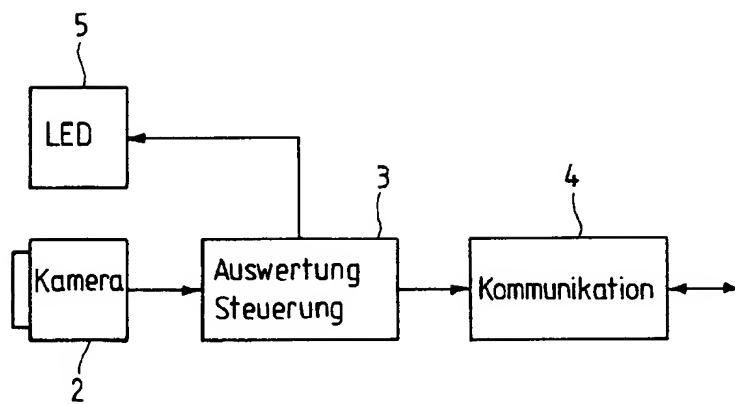 5
LED
3
4
Kamera
Auswertung
Steuerung
Kommunikation
2